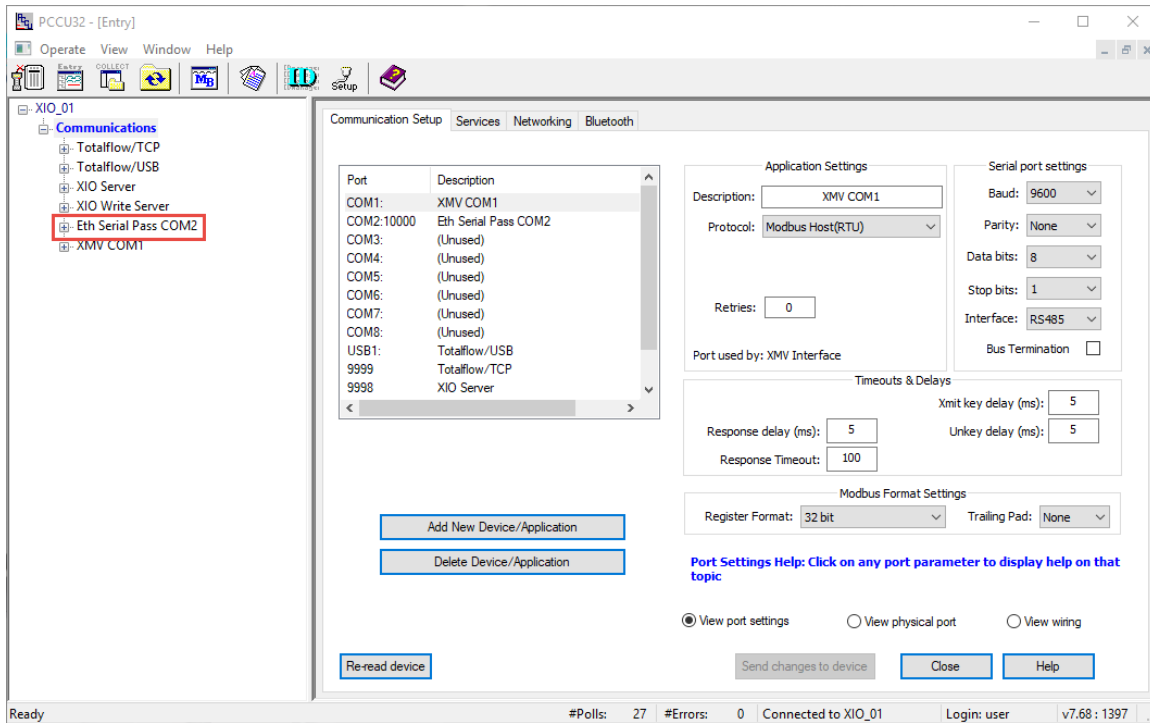 PCCU32 - [Entry]
Operate View Window Help
Entry COLLECT MB ID Setup
XIO_01
Communications
Totalflow/TCP
Totalflow/USB
XIO Server
XIO Write Server
Eth Serial Pass COM2
XMV COM1
Communication Setup Services Networking Bluetooth
Port Description
COM1: XMV COM1
COM2:10000 Eth Serial Pass COM2
COM3: (Unused)
COM4: (Unused)
COM5: (Unused)
COM6: (Unused)
COM7: (Unused)
COM8: (Unused)
USB1: Totalflow/USB
9999 Totalflow/TCP
9998 XIO Server
Add New Device/Application
Delete Device/Application
Re-read device
Application Settings
Description: XMV COM1
Protocol: Modbus Host(RTU)
Retries: 0
Port used by: XMV Interface
Serial port settings
Baud: 9600
Parity: None
Data bits: 8
Stop bits: 1
Interface: RS485
Bus Termination
Timeouts & Delays
Xmit key delay (ms): 5
Response delay (ms): 5 Unkey delay (ms): 5
Response Timeout: 100
Modbus Format Settings
Register Format: 32 bit Trailing Pad: None
Port Settings Help: Click on any port parameter to display help on that
topic
View port settings View physical port View wiring
Send changes to device Close Help
Ready #Polls: 27 #Errors: 0 Connected to XIO_01 Login: user v7.68 : 1397